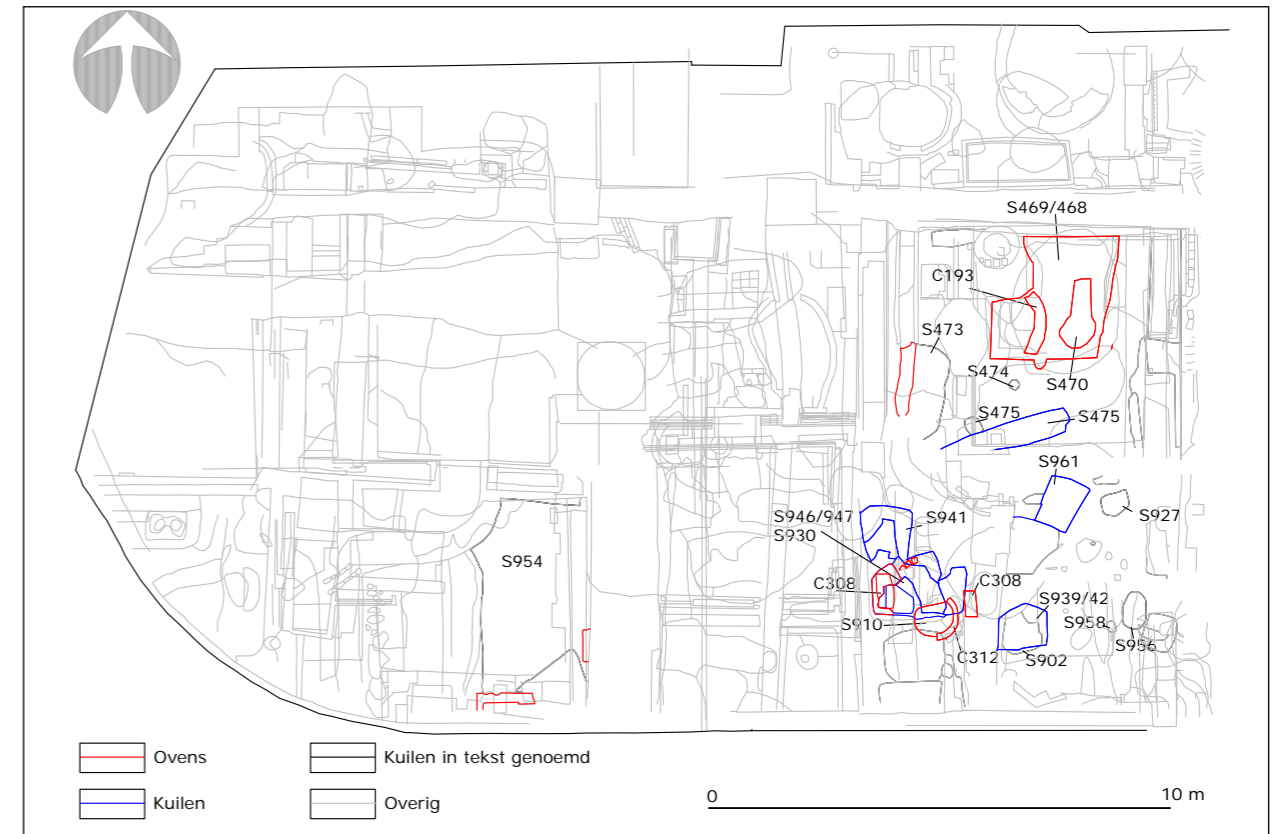 S469/468
C193
S473
S474
S470
S475
S475
S961
S927
S946/947
S941
S930
S954
C308
C308
S939/42
S910
S958
S956
C312
S902
Ovens
Kuilen in tekst genoemd
Kuilen
Overig
0
10 m